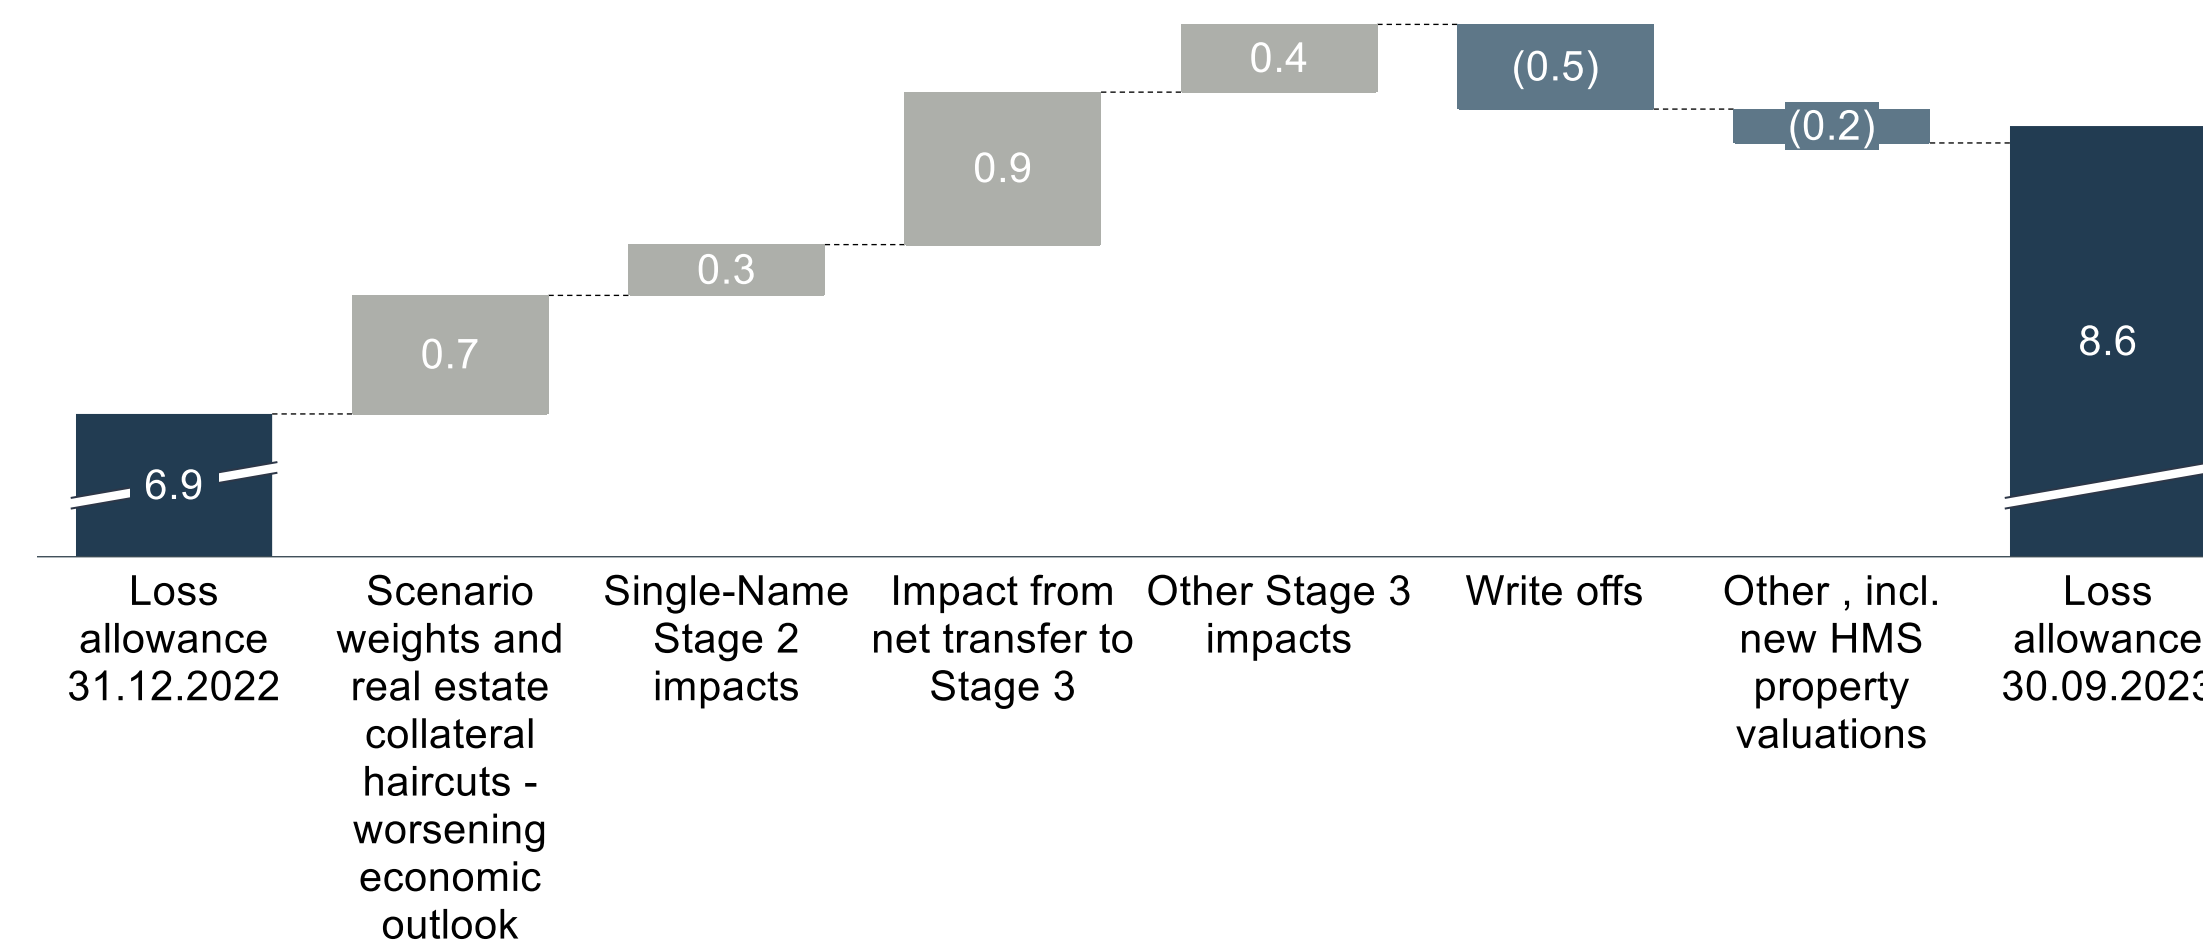 0.4
(0.5)
(0.2)
0.9
0.3
0.7
8.6
6.9
Loss
allowance
31.12.2022
Scenario
weights and
real estate
collateral
haircuts -
worsening
economic
outlook
Single-Name
Stage 2
impacts
Impact from
net transfer to
Stage 3
Other Stage 3
impacts
Write offs
Other , incl.
new HMS
property
valuations
Loss
allowance
30.09.2023